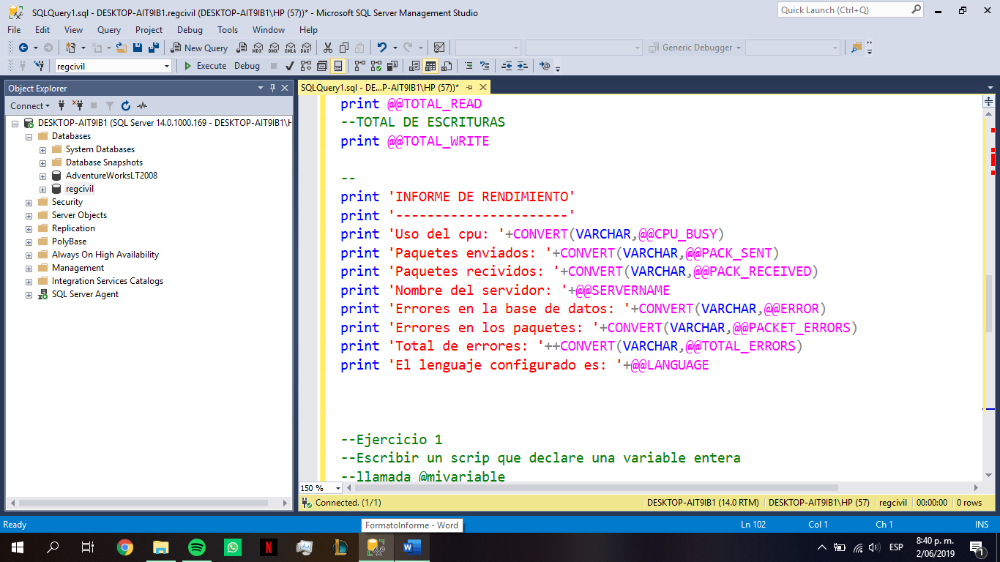 SQLQuery1.sql - DESKTOP-AIT9IB1.regcivil (DESKTOP-AIT9IB1\HP (57))* - Microsoft SQL Server Management Studio
Quick Launch (Ctrl+Q)
File Edit View Query Project Debug Tools Window Help
New Query
MDX DMX XMLA DAX
Generic Debugger
regcivil
Execute Debug
Object Explorer
Connect
DESKTOP-AIT9IB1 (SQL Server 14.0.1000.169 - DESKTOP-AIT9IB1\H
Databases
System Databases
Database Snapshots
AdventureWorksLT2008
regcivil
Security
Server Objects
Replication
PolyBase
Always On High Availability
Management
Integration Services Catalogs
SQL Server Agent
SQLQuery1.sql - DE...P-AIT9IB1\HP (57))*
print @@TOTAL_READ
--TOTAL DE ESCRITURAS
print @@TOTAL_WRITE
--
print 'INFORME DE RENDIMIENTO'
print '----------------------'
print 'Uso del cpu: '+CONVERT(VARCHAR,@@CPU_BUSY)
print 'Paquetes enviados: '+CONVERT(VARCHAR,@@PACK_SENT)
print 'Paquetes recividos: '+CONVERT(VARCHAR,@@PACK_RECEIVED)
print 'Nombre del servidor: '+@@SERVERNAME
print 'Errores en la base de datos: '+CONVERT(VARCHAR,@@ERROR)
print 'Errores en los paquetes: '+CONVERT(VARCHAR,@@PACKET_ERRORS)
print 'Total de errores: '++CONVERT(VARCHAR,@@TOTAL_ERRORS)
print 'El lenguaje configurado es: '+@@LANGUAGE
--Ejercicio 1
--Escribir un scrip que declare una variable entera
--llamada @mivariable
150 %
Connected. (1/1)
DESKTOP-AIT9IB1 (14.0 RTM) DESKTOP-AIT9IB1\HP (57) regcivil 00:00:00 0 rows
Ready
FormatoInforme - Word
Ln 102 Col 1 Ch 1 INS
ESP
8:40 p. m.
2/06/2019
1